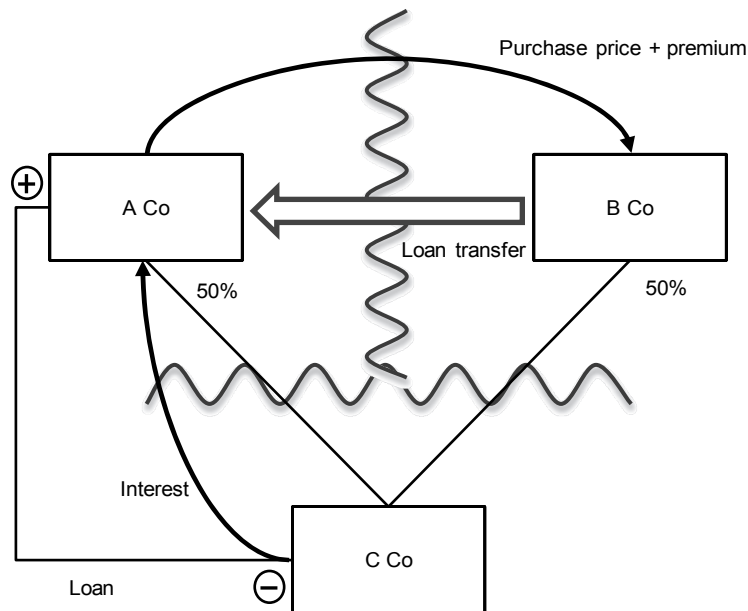 Purchase price + premium
+
A Co
B Co
Loan transfer
50%
50%
Interest
C Co
Loan
−